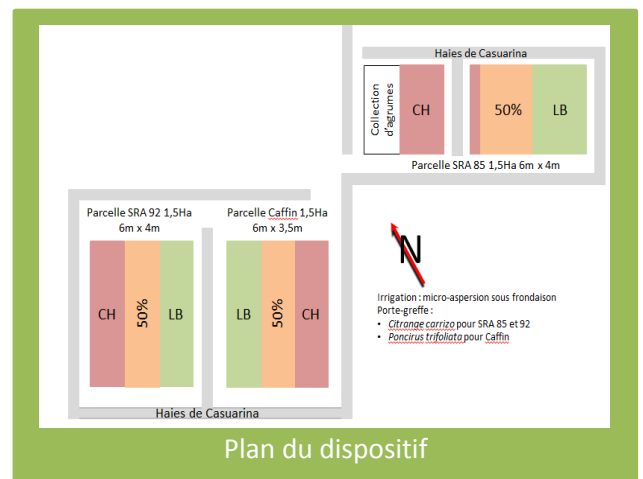 Haies de Casuarina
Collection
d'agrumes
CH
50%
LB
Parcelle SRA 85 1,5Ha 6m x 4m
Parcelle SRA 92 1,5Ha
6m x 4m
Parcelle Caffin 1,5Ha
6m x 3,5m
CH
50%
LB
LB
50%
CH
Haies de Casuarina
N
Irrigation : micro-aspersion sous frondaison
Porte-greffe :
• Citrange carrizo pour SRA 85 et 92
• Poncirus trifoliata pour Caffin
Plan du dispositif